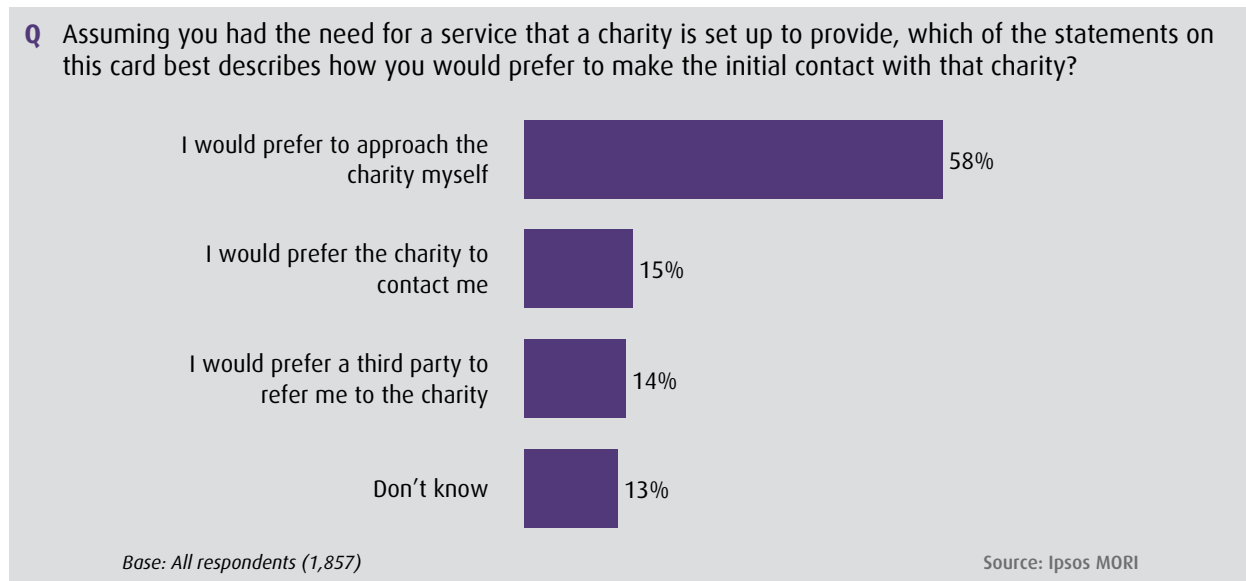 Q Assuming you had the need for a service that a charity is set up to provide, which of the statements on
this card best describes how you would prefer to make the initial contact with that charity?
I would prefer to approach the
charity myself
58%
I would prefer the charity to
contact me
15%
I would prefer a third party to
refer me to the charity
14%
Don’t know
13%
Base: All respondents (1,857)
Source: Ipsos MORI